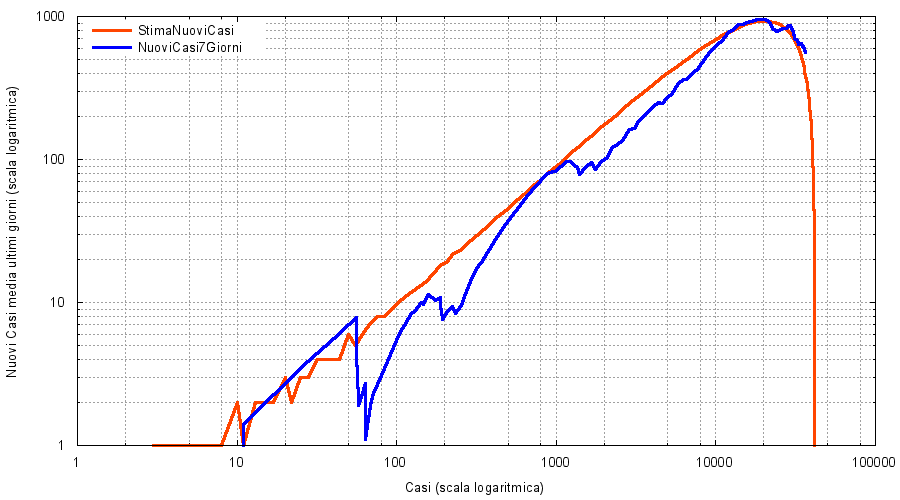 1000
StimaNuoviCasi
NuoviCasi7Giorni
100
10
1
Nuovi Casi media ultimi giorni (scala logaritmica)
1
10
100
1000
10000
100000
Casi (scala logaritmica)